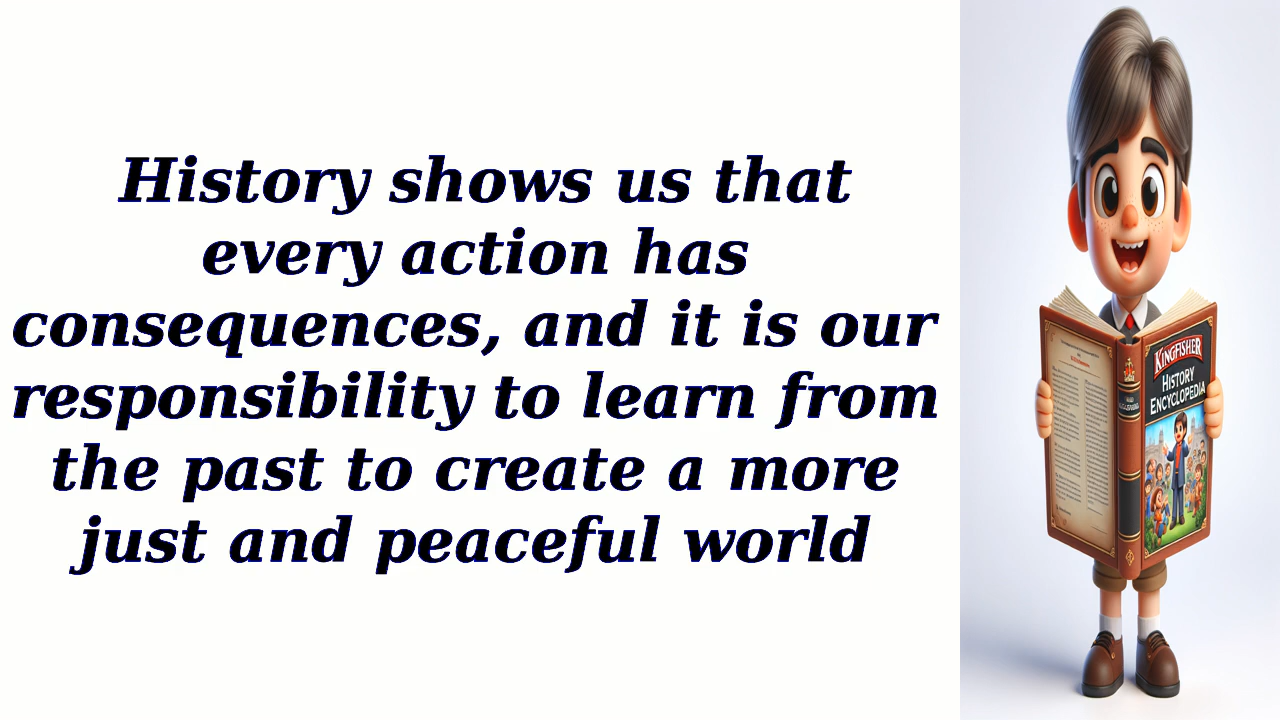 History shows us that
every action has
consequences, and it is our
responsibility to learn from
the past to create a more
just and peaceful world
KINGFISHER
HISTORY
ENCYCLOPEDIA